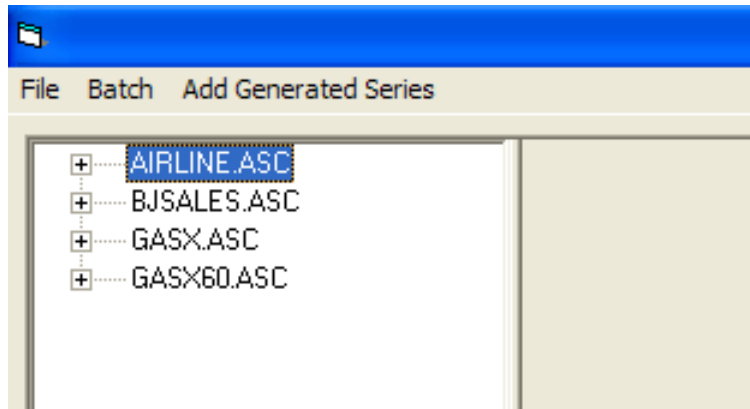 File Batch Add Generated Series
AIRLINE.ASC
BJSALES.ASC
GASX.ASC
GASX60.ASC